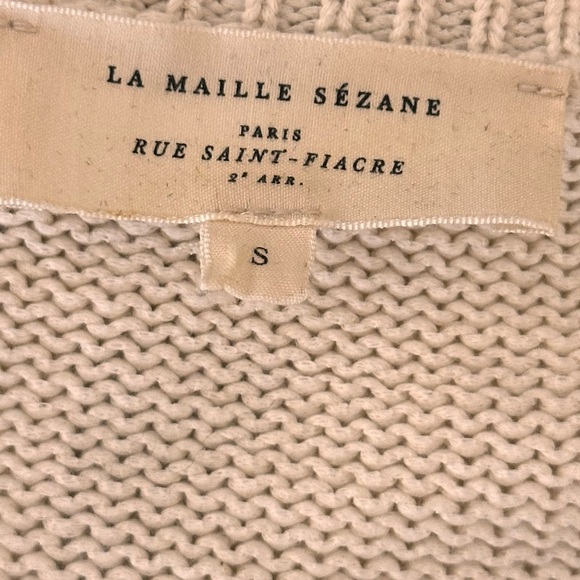 LA MAILLE SÉZANE
PARIS
RUE SAINT-FIACRE
2ᵉ ARR.
S